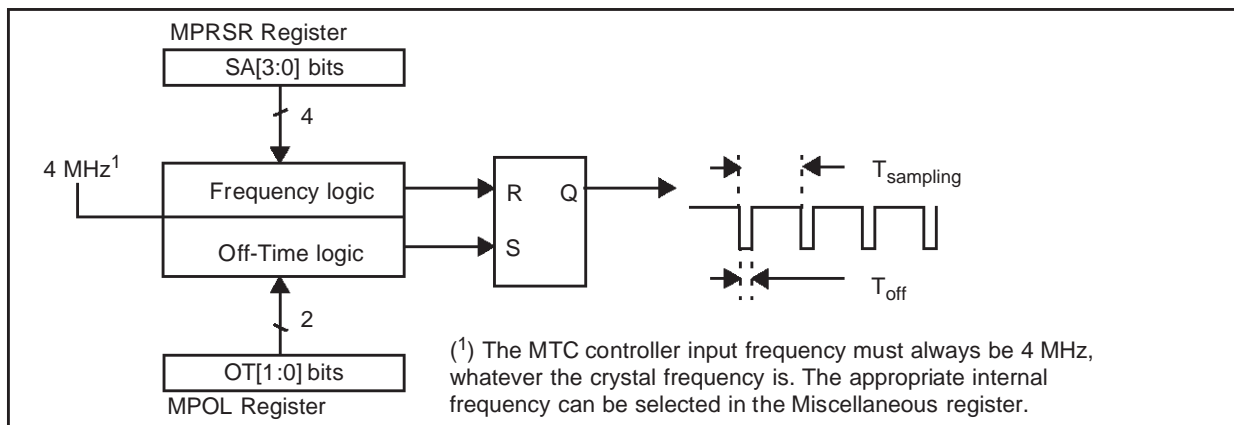 MPRSR Register
SA[3:0] bits
4
4 MHz¹
Frequency logic
Off-Time logic
R Q
S
T_sampling
T_off
2
OT[1:0] bits
MPOL Register
(¹) The MTC controller input frequency must always be 4 MHz,
whatever the crystal frequency is. The appropriate internal
frequency can be selected in the Miscellaneous register.